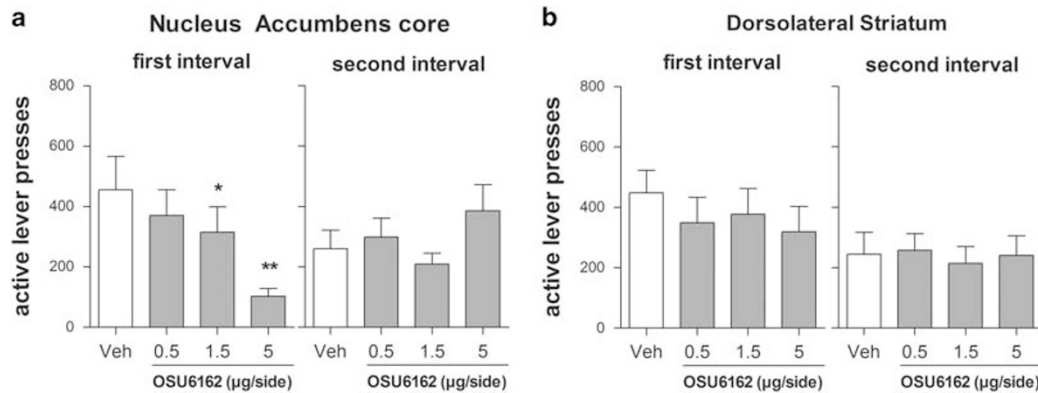 a
Nucleus Accumbens core
first interval
second interval
active lever presses
800
600
400
200
0
*
**
Veh 0.5 1.5 5
OSU6162 (µg/side)
Veh 0.5 1.5 5
OSU6162 (µg/side)
b
Dorsolateral Striatum
first interval
second interval
active lever presses
800
600
400
200
0
Veh 0.5 1.5 5
OSU6162 (µg/side)
Veh 0.5 1.5 5
OSU6162 (µg/side)